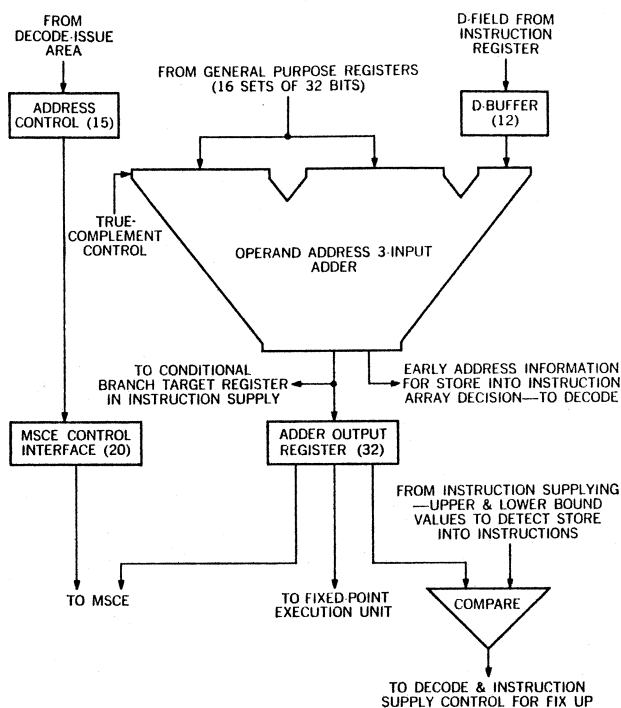 FROM
DECODE-ISSUE
AREA
D-FIELD FROM
INSTRUCTION
REGISTER
FROM GENERAL PURPOSE REGISTERS
(16 SETS OF 32 BITS)
ADDRESS
CONTROL (15)
D-BUFFER
(12)
TRUE-
COMPLEMENT
CONTROL
OPERAND ADDRESS 3-INPUT
ADDER
TO CONDITIONAL
BRANCH TARGET REGISTER
IN INSTRUCTION SUPPLY
EARLY ADDRESS INFORMATION
FOR STORE INTO INSTRUCTION
ARRAY DECISION—TO DECODE
MSCE CONTROL
INTERFACE (20)
ADDER OUTPUT
REGISTER (32)
FROM INSTRUCTION SUPPLYING
—UPPER & LOWER BOUND
VALUES TO DETECT STORE
INTO INSTRUCTIONS
TO MSCE
TO FIXED-POINT
EXECUTION UNIT
COMPARE
TO DECODE & INSTRUCTION
SUPPLY CONTROL FOR FIX UP